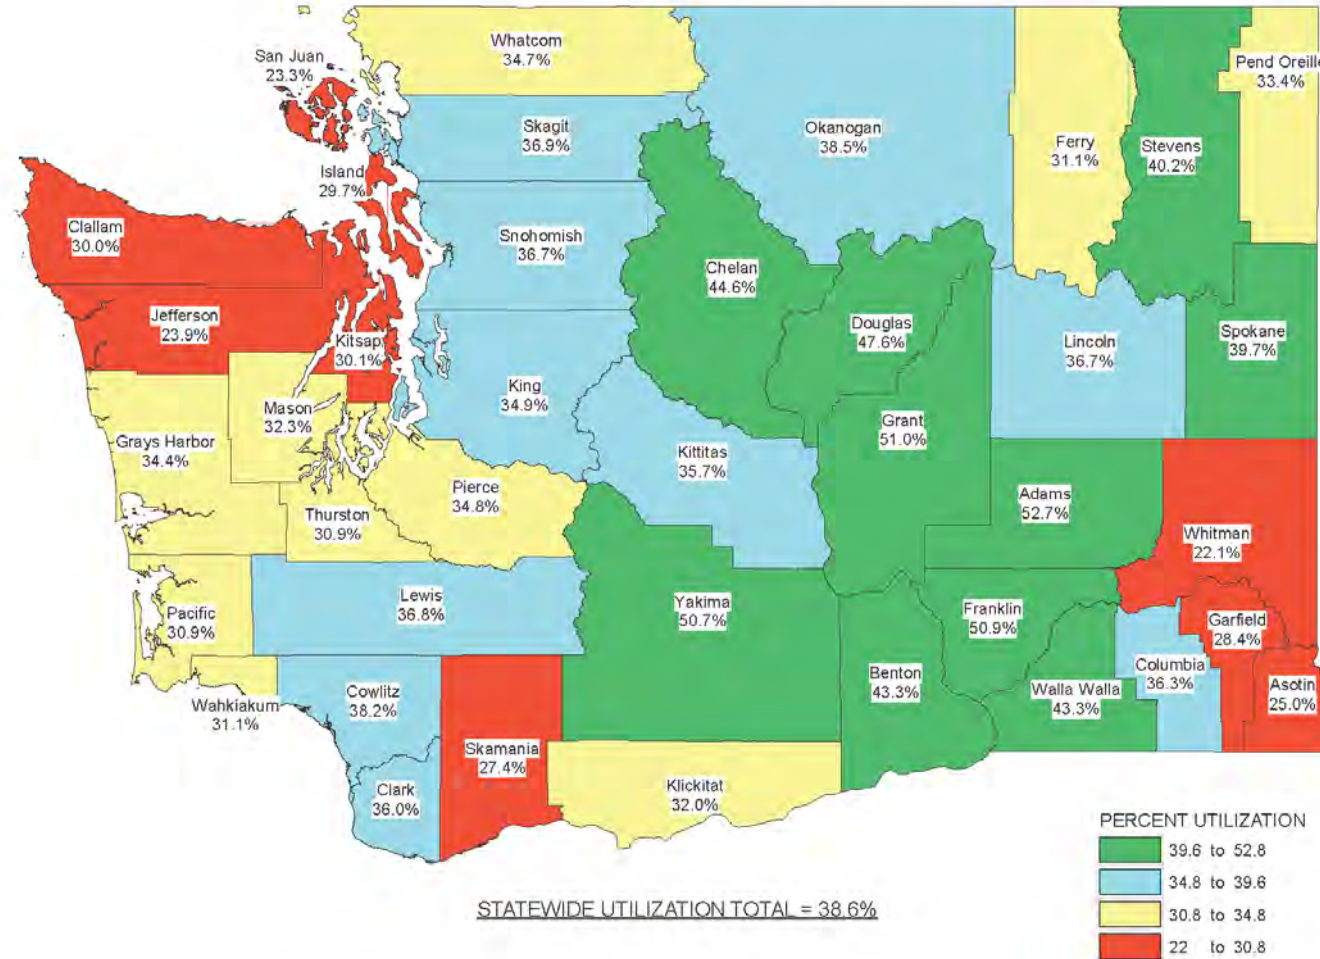 Whatcom
34.7%
San Juan
23.3%
Pend Oreille
33.4%
Skagit
36.9%
Okanogan
38.5%
Ferry
31.1%
Stevens
40.2%
Island
29.7%
Clallam
30.0%
Snohomish
36.7%
Chelan
44.6%
Jefferson
23.9%
Kitsap
30.1%
Douglas
47.6%
Lincoln
36.7%
Spokane
39.7%
King
34.9%
Mason
32.3%
Grant
51.0%
Grays Harbor
34.4%
Kittitas
35.7%
Pierce
34.8%
Adams
52.7%
Thurston
30.9%
Whitman
22.1%
Lewis
36.8%
Yakima
50.7%
Franklin
50.9%
Pacific
30.9%
Garfield
28.4%
Columbia
36.3%
Benton
43.3%
Walla Walla
43.3%
Asotin
25.0%
Cowlitz
38.2%
Wahkiakum
31.1%
Skamania
27.4%
Clark
36.0%
Klickitat
32.0%
PERCENT UTILIZATION
39.6 to 52.8
34.8 to 39.6
30.8 to 34.8
22 to 30.8
STATEWIDE UTILIZATION TOTAL = 38.6%